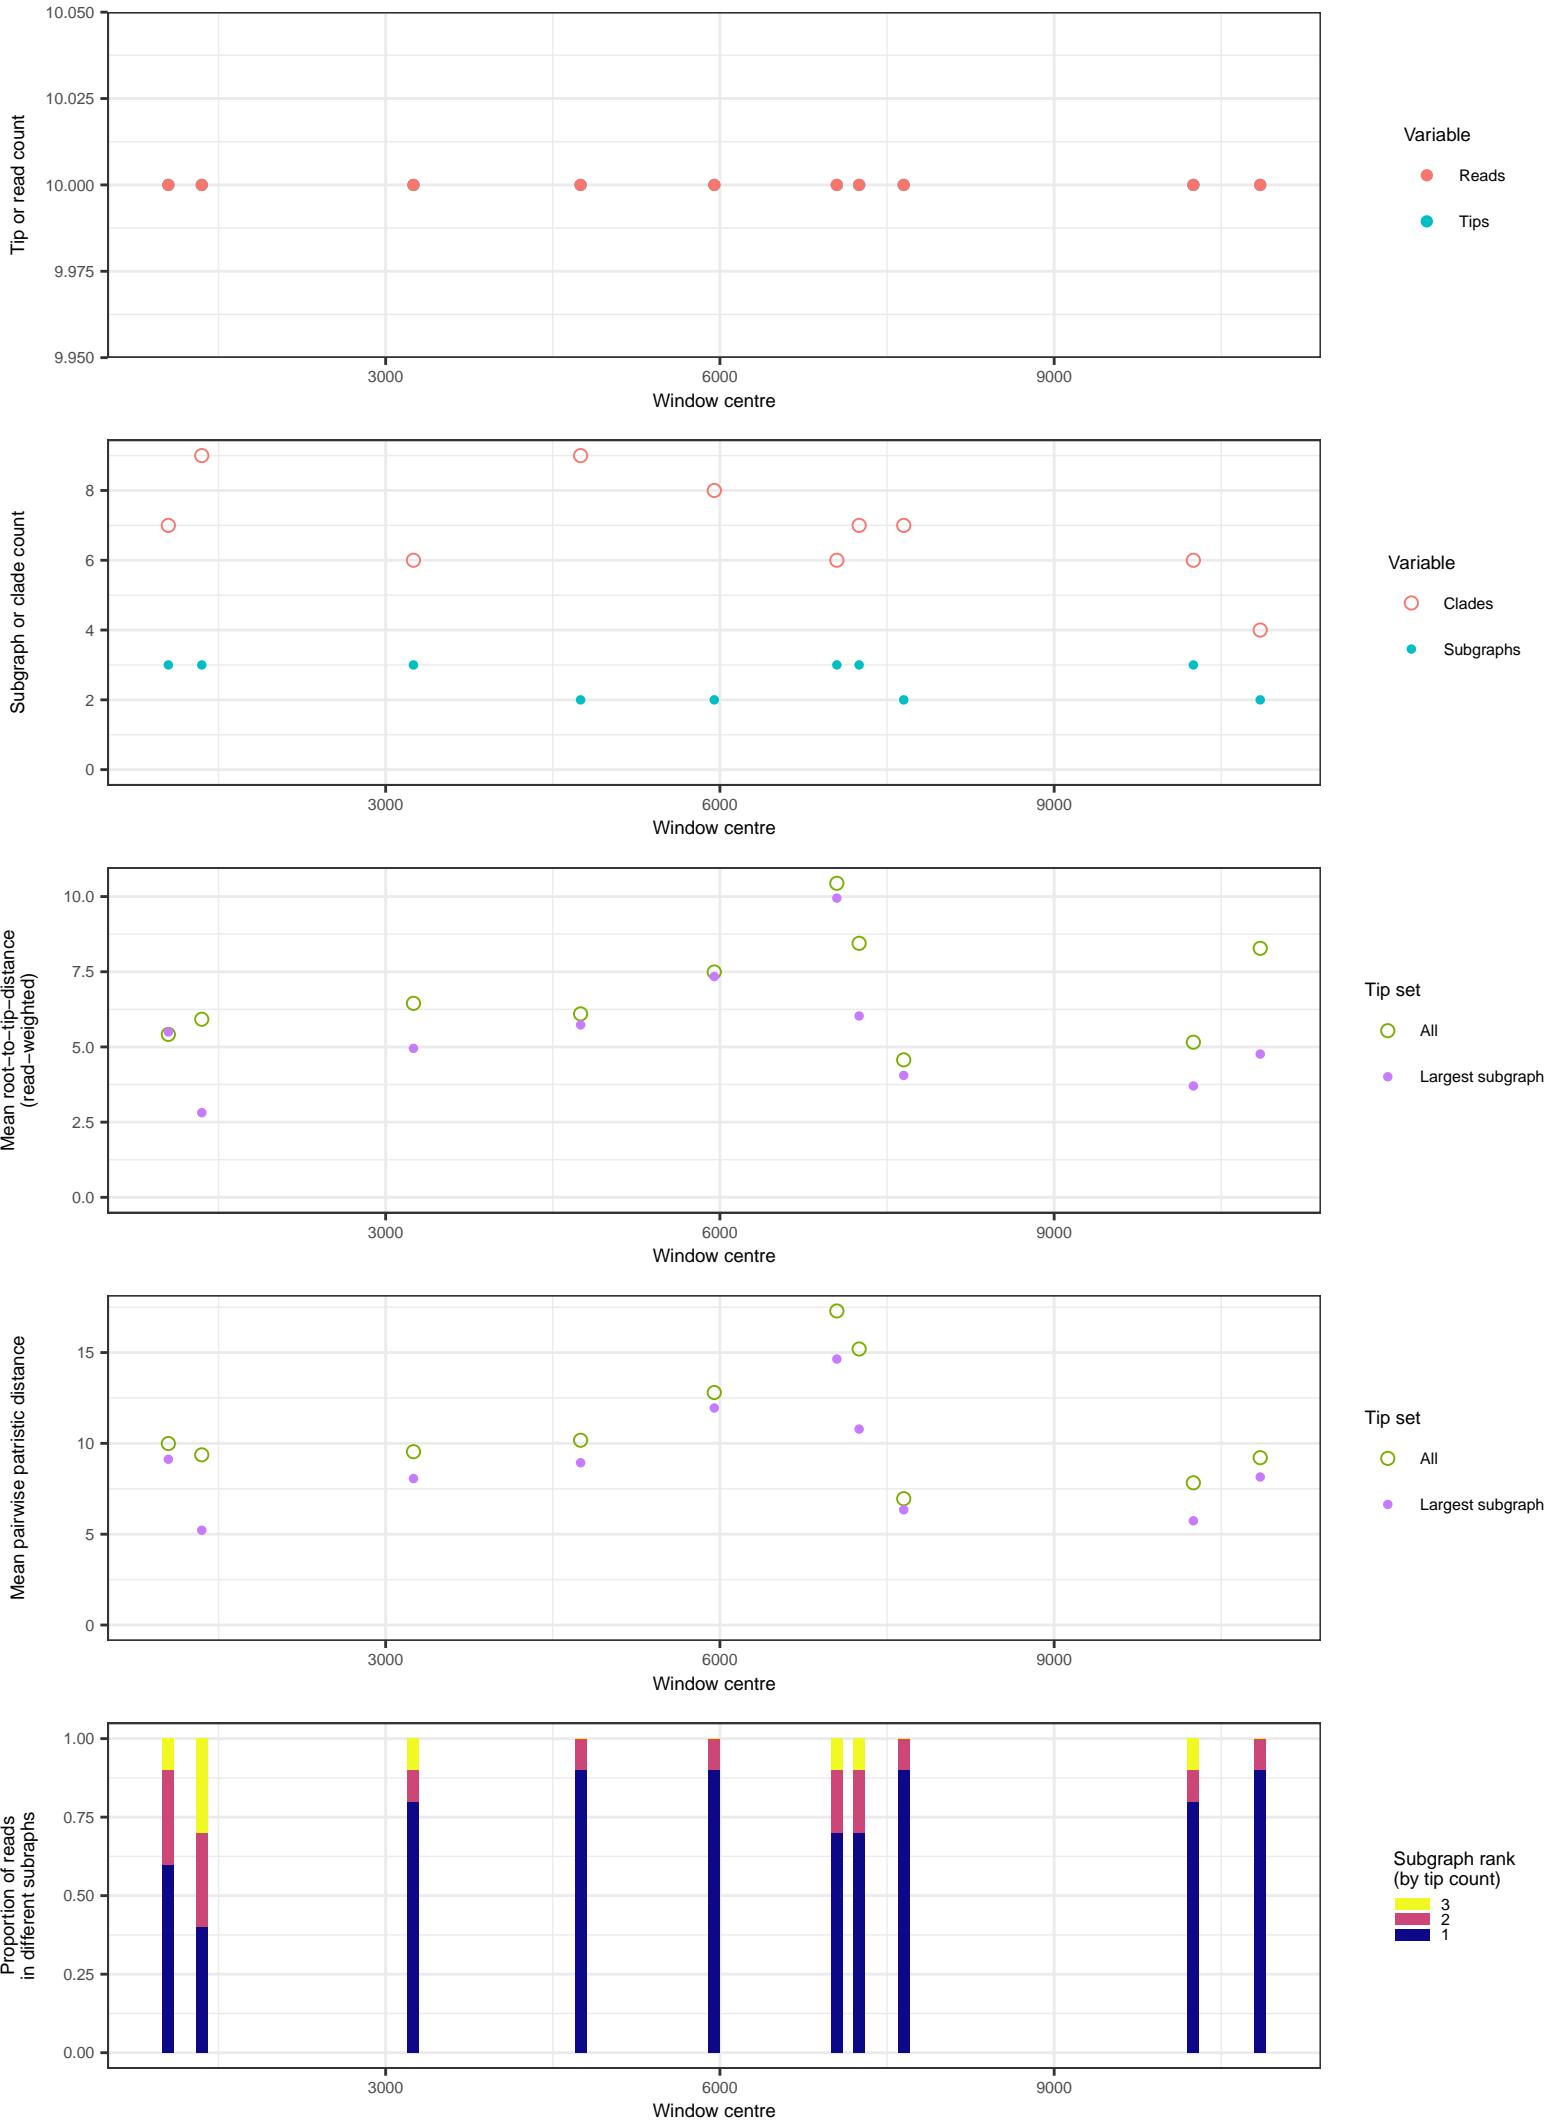 10.050
10.025
10.000
9.975
9.950
Tip or read count
3000 6000 9000
Window centre
Variable
Reads
Tips
8
6
4
2
0
Subgraph or clade count
3000 6000 9000
Window centre
Variable
Clades
Subgraphs
10.0
7.5
5.0
2.5
0.0
Mean root−to−tip−distance
(read−weighted)
3000 6000 9000
Window centre
Tip set
All
Largest subgraph
15
10
5
0
Mean pairwise patristic distance
3000 6000 9000
Window centre
Tip set
All
Largest subgraph
1.00
0.75
0.50
0.25
0.00
Proportion of reads
in different subraphs
3000 6000 9000
Window centre
Subgraph rank
(by tip count)
3
2
1